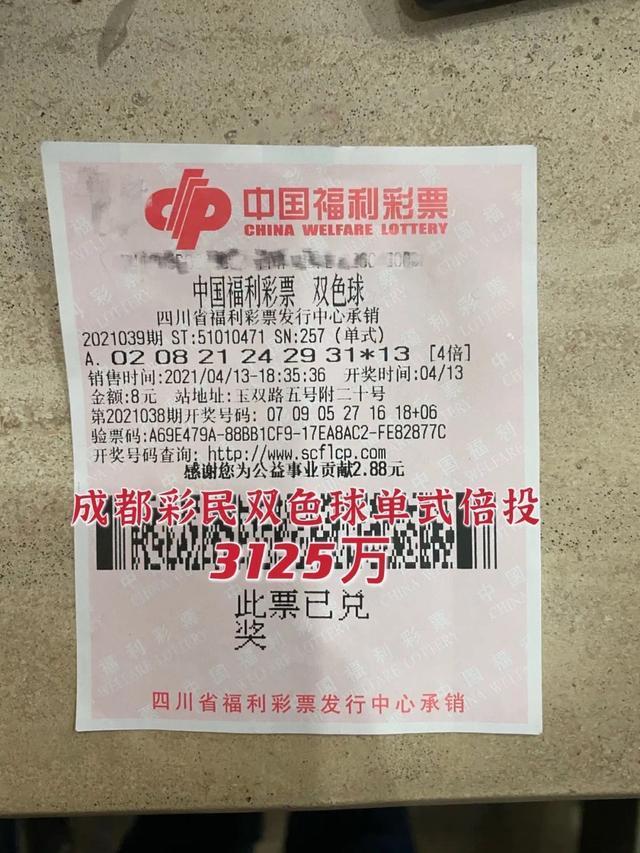 中国福利彩票
CHINA WELFARE LOTTERY
中国福利彩票 双色球
四川省福利彩票发行中心承销
2021039期 ST:51010471 SN:257 (单式)
A. 02 08 21 24 29 31*13 [4倍]
销售时间:2021/04/13-18:35:36 开奖时间:04/13
金额:8元 站地址:玉双路五号附二十号
第2021038期开奖号码: 07 09 05 27 16 18+06
验票码:A69E479A-88BB1CF9-17EA8AC2-FE82877C
开奖号码查询: http://www.scflcp.com
感谢您为公益事业贡献2.88元
成都彩民双色球单式倍投
3125万
此票已兑
奖
四川省福利彩票发行中心承销